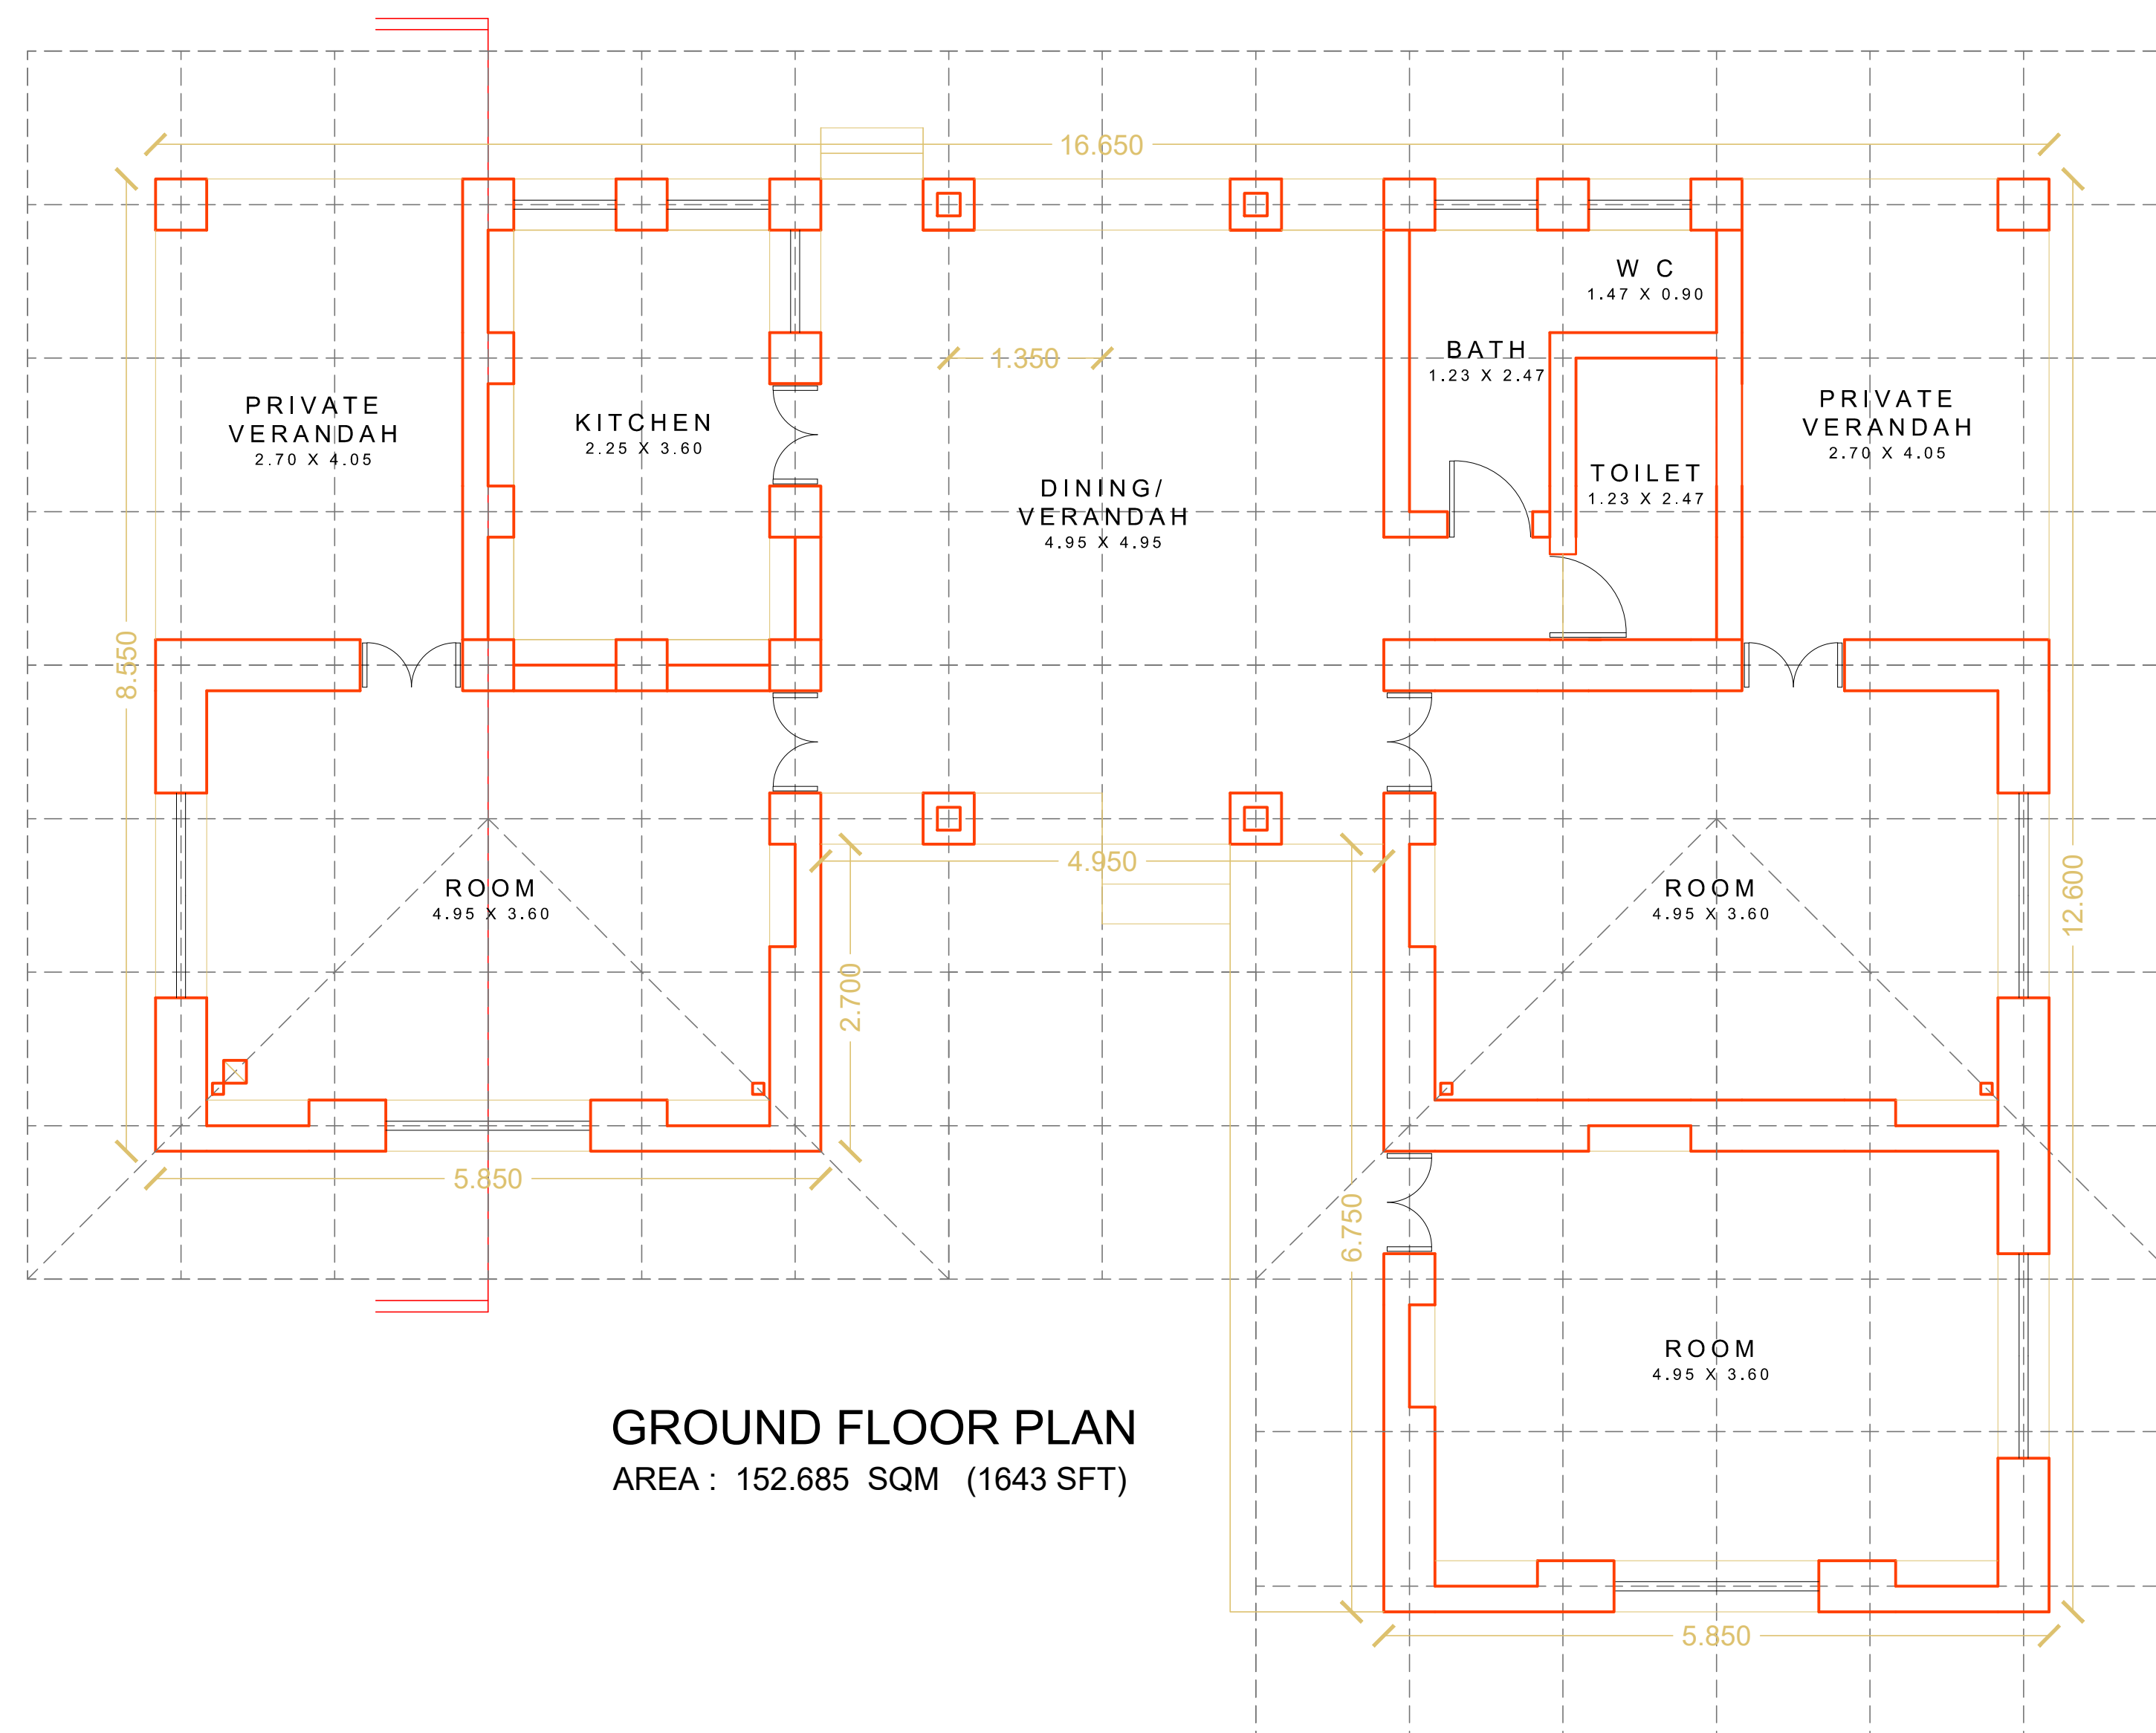 16.650
W C
1.47 X 0.90
BATH
1.23 X 2.47
1.350
PRIVATE
VERANDAH
2.70 X 4.05
KITCHEN
2.25 X 3.60
PRIVATE
VERANDAH
2.70 X 4.05
DINING/
VERANDAH
4.95 X 4.95
TOILET
1.23 X 2.47
8.550
ROOM
4.95 X 3.60
4.950
ROOM
4.95 X 3.60
12.600
2.700
5.850
6.750
ROOM
4.95 X 3.60
GROUND FLOOR PLAN
AREA : 152.685 SQM (1643 SFT)
5.850